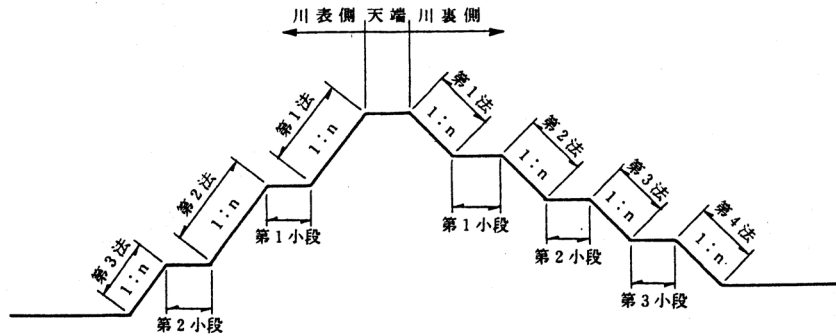 川表側 天端 川裏側
第1法
1:n
第2法
1:n
第3法
1:n
第1小段
第2小段
第1法
1:n
第2法
1:n
第3法
1:n
第4法
1:n
第1小段
第2小段
第3小段